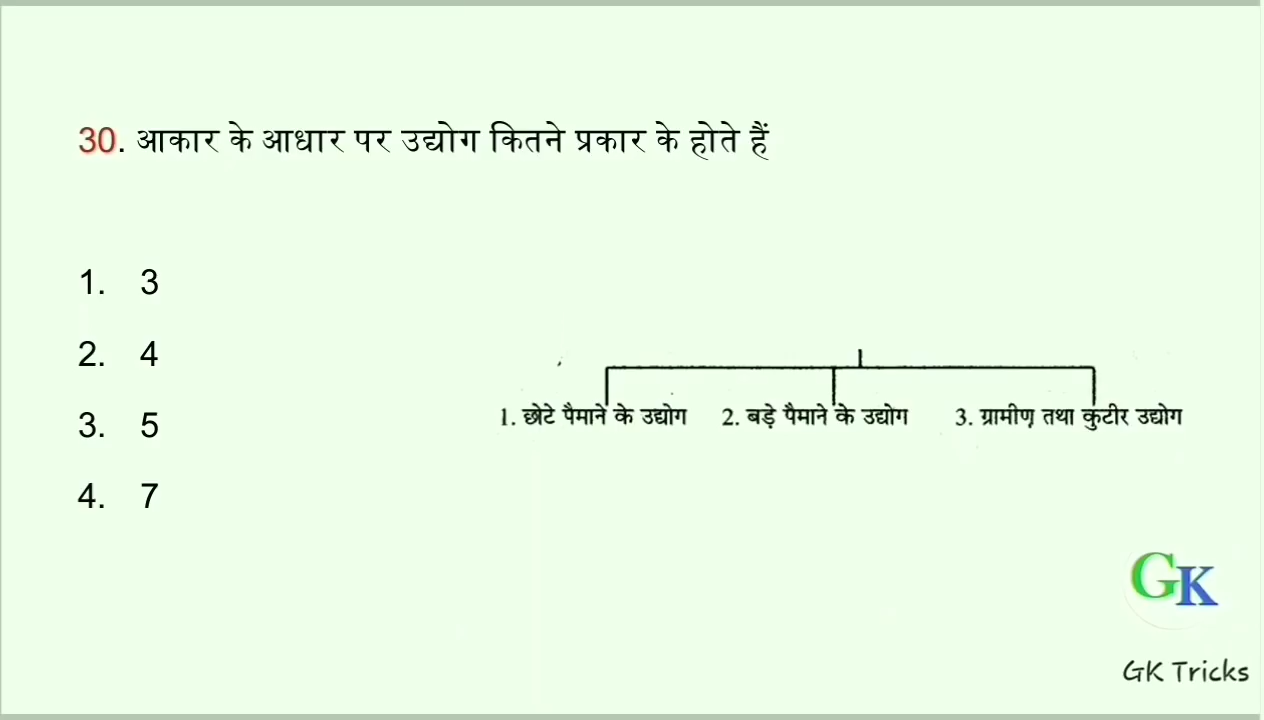 30. आकार के आधार पर उद्योग कितने प्रकार के होते हैं
1. 3
2. 4
3. 5
4. 7
1. छोटे पैमाने के उद्योग 2. बड़े पैमाने के उद्योग 3. ग्रामीण तथा कुटीर उद्योग
GK
GK Tricks